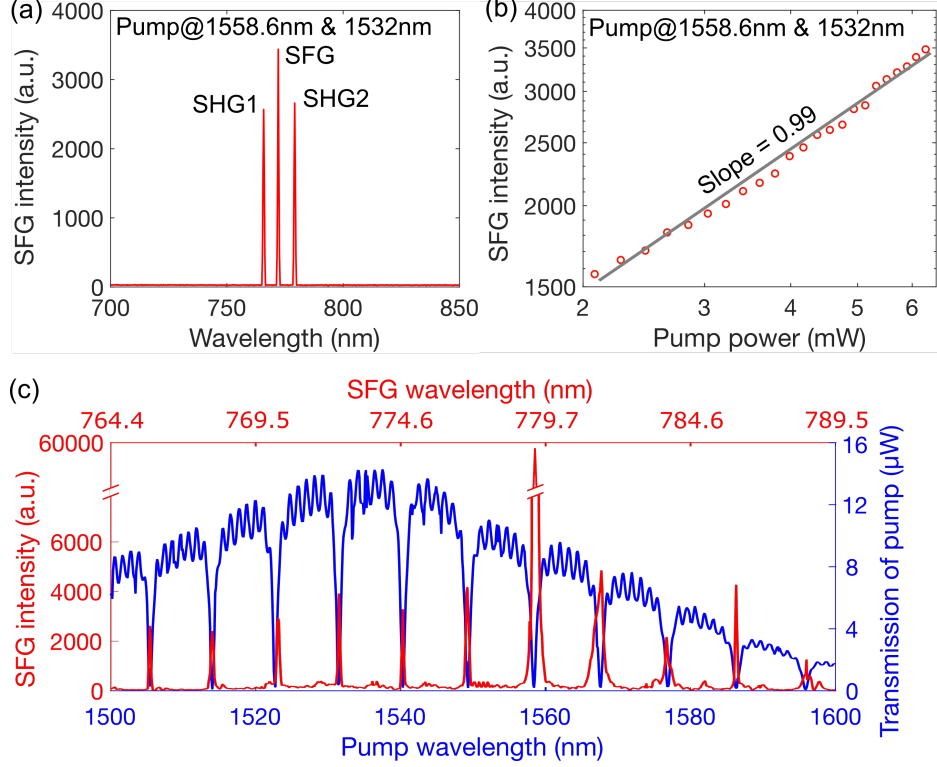 (a)
Pump@1558.6nm & 1532nm
SFG
SHG1
SHG2
SFG intensity (a.u.)
4000
3000
2000
1000
0
700
750
800
850
Wavelength (nm)
(b)
Pump@1558.6nm & 1532nm
Slope = 0.99
SFG intensity (a.u.)
4000
3500
3000
2500
2000
1500
2
3
4
5
6
Pump power (mW)
(c)
SFG wavelength (nm)
764.4
769.5
774.6
779.7
784.6
789.5
SFG intensity (a.u.)
60000
6000
4000
2000
0
Transmission of pump (μW)
16
12
8
4
0
1500
1520
1540
1560
1580
1600
Pump wavelength (nm)